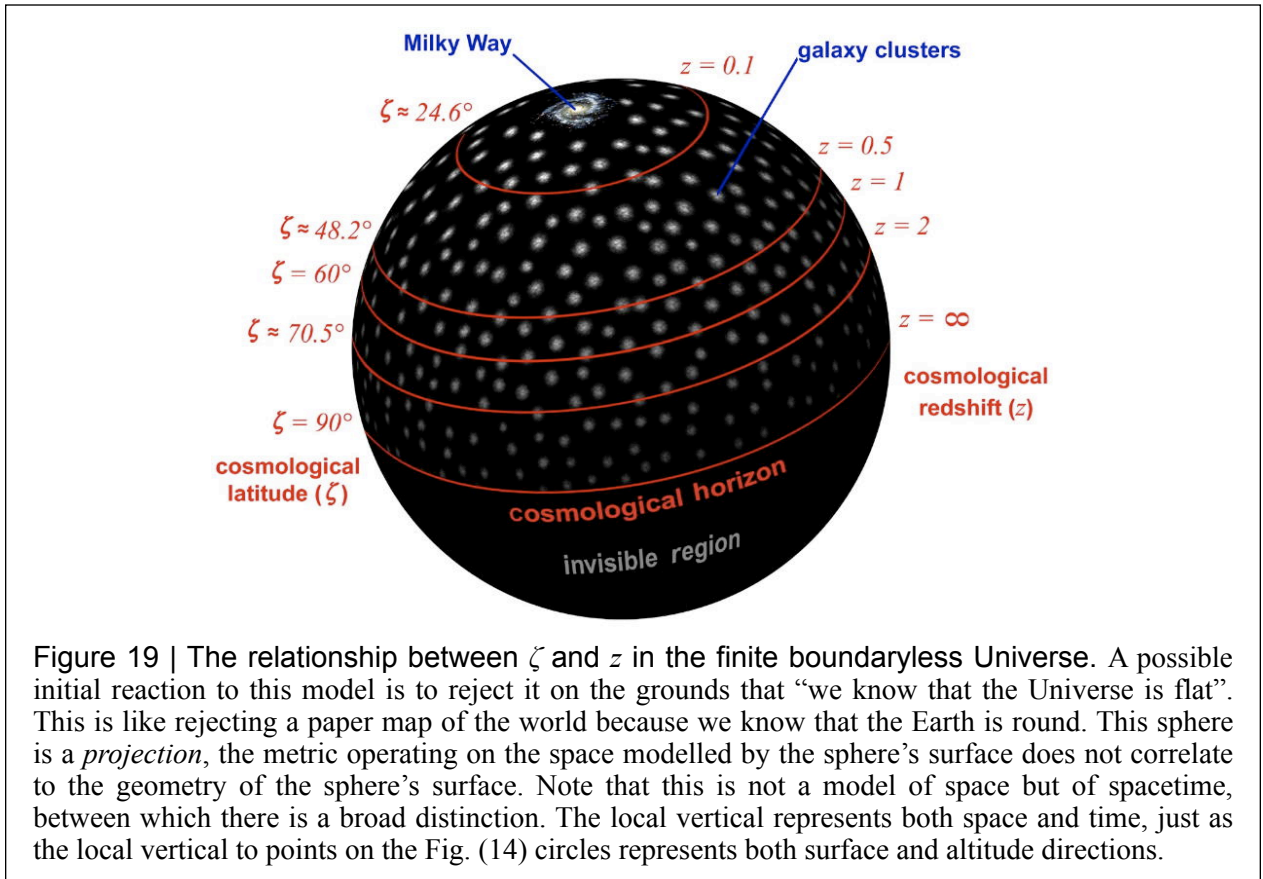 Milky Way
galaxy clusters
z = 0.1
ζ ≈ 24.6°
z = 0.5
z = 1
ζ ≈ 48.2°
z = 2
ζ = 60°
z = ∞
ζ ≈ 70.5°
cosmological
redshift (z)
ζ = 90°
cosmological
latitude (ζ)
cosmological horizon
invisible region
Figure 19 | The relationship between ζ and z in the finite boundaryless Universe. A possible
initial reaction to this model is to reject it on the grounds that “we know that the Universe is flat”.
This is like rejecting a paper map of the world because we know that the Earth is round. This sphere
is a projection, the metric operating on the space modelled by the sphere’s surface does not correlate
to the geometry of the sphere’s surface. Note that this is not a model of space but of spacetime,
between which there is a broad distinction. The local vertical represents both space and time, just as
the local vertical to points on the Fig. (14) circles represents both surface and altitude directions.